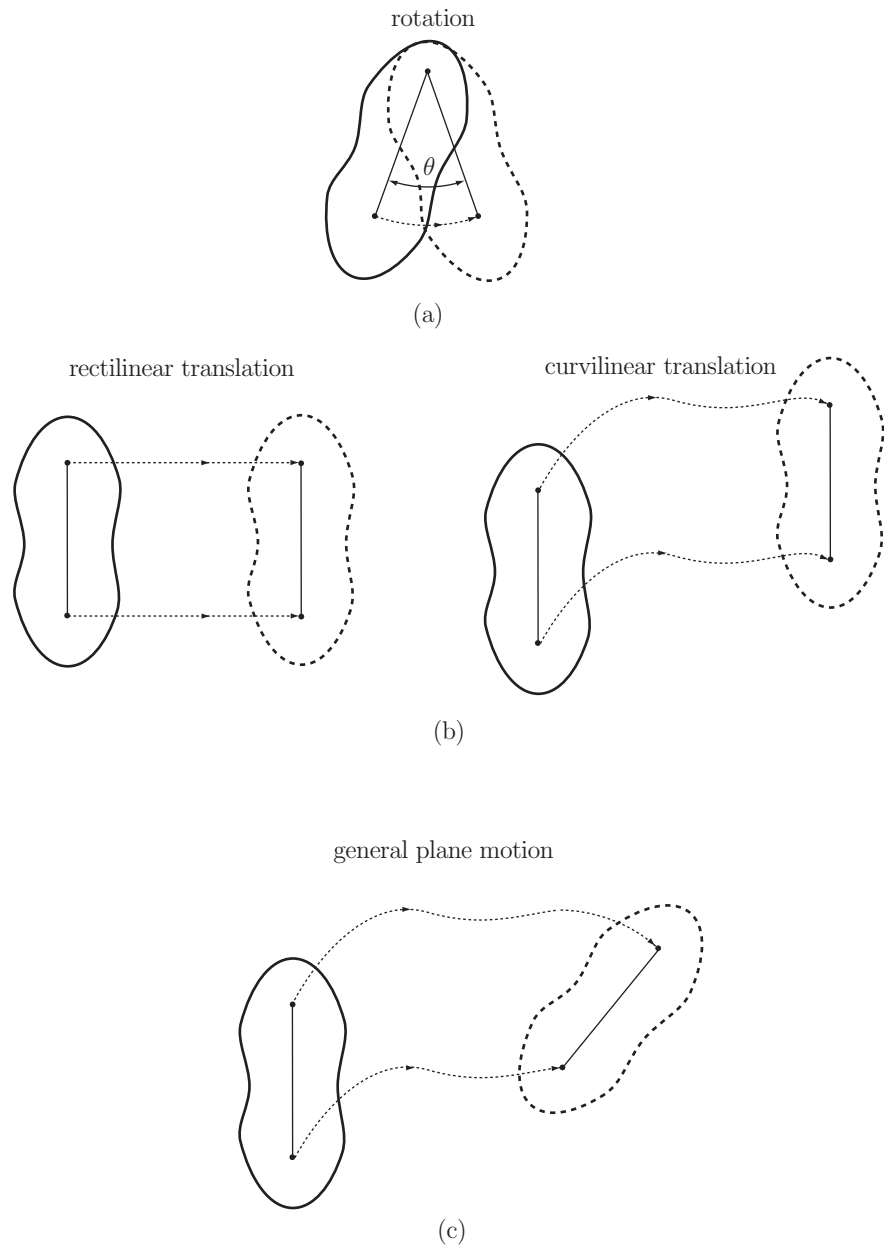 rotation
θ
(a)
rectilinear translation
curvilinear translation
(b)
general plane motion
(c)